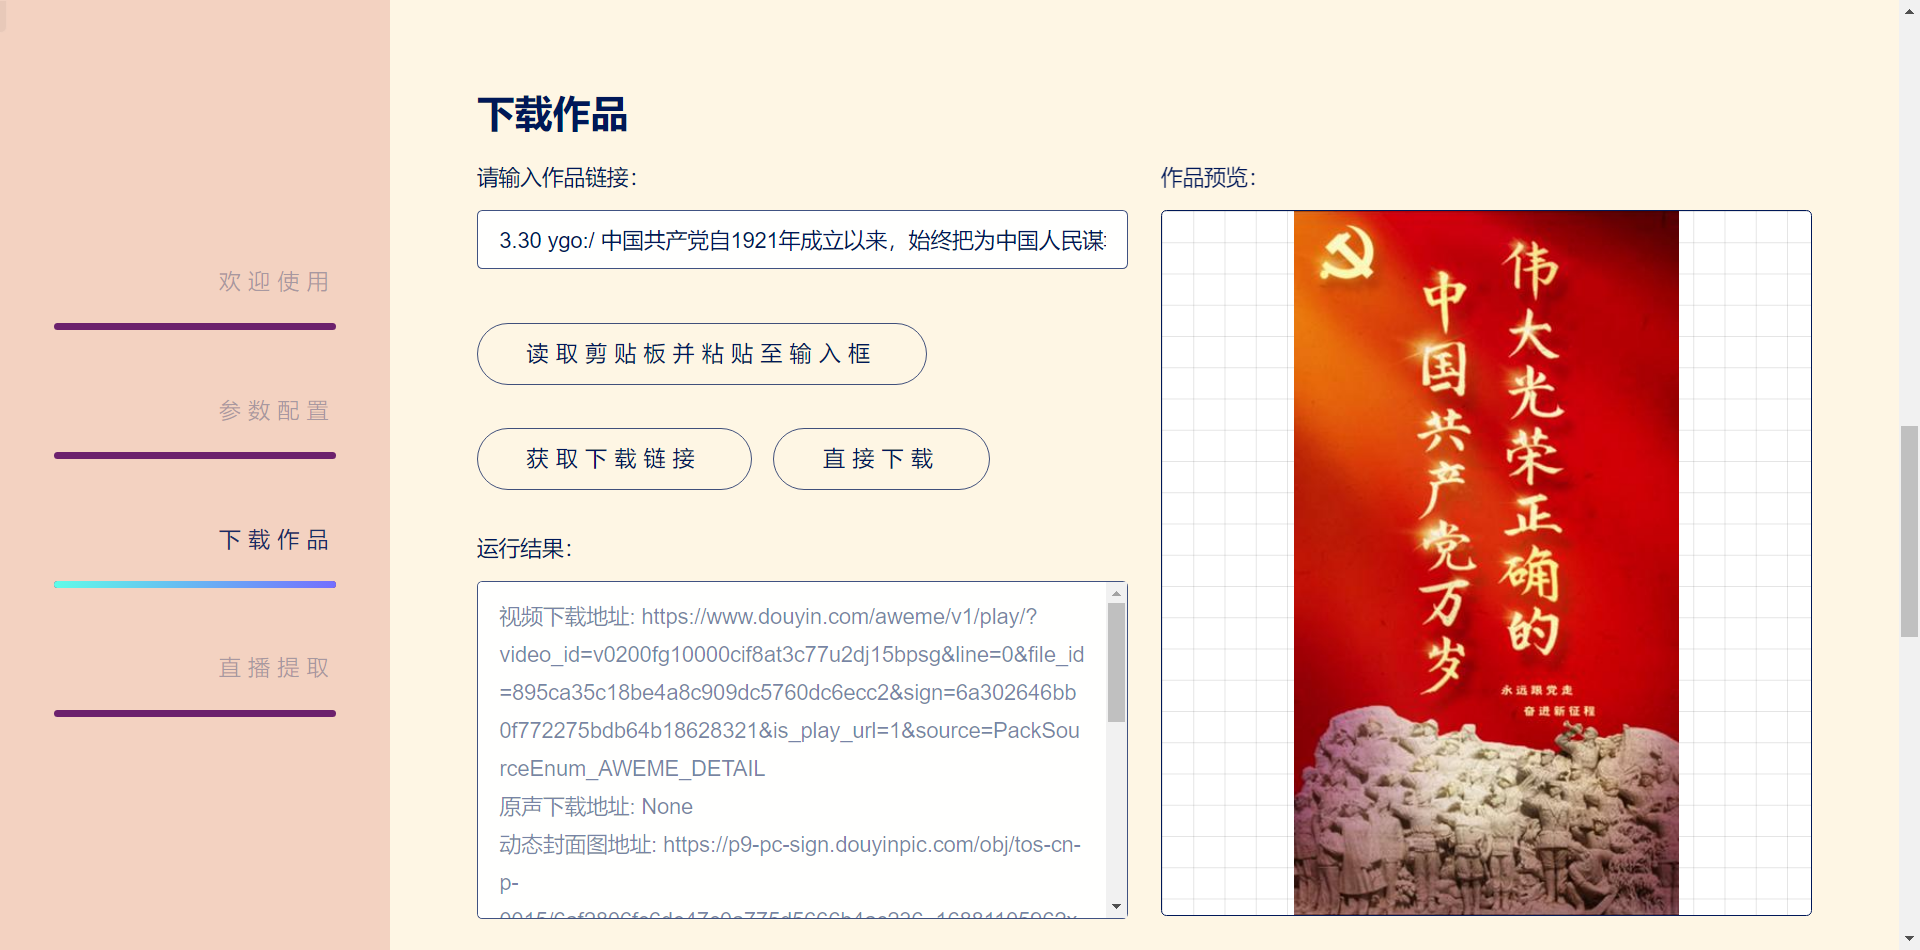 欢迎使用
参数配置
下载作品
直播提取
下载作品
请输入作品链接：
3.30 ygo:/ 中国共产党自1921年成立以来，始终把为中国人民谋
读取剪贴板并粘贴至输入框
获取下载链接
直接下载
运行结果：
视频下载地址: https://www.douyin.com/aweme/v1/play/?
video_id=v0200fg10000cif8at3c77u2dj15bpsg&line=0&file_id
=895ca35c18be4a8c909dc5760dc6ecc2&sign=6a302646bb
0f772275bdb64b18628321&is_play_url=1&source=PackSou
rceEnum_AWEME_DETAIL
原声下载地址: None
动态封面图地址: https://p9-pc-sign.douyinpic.com/obj/tos-cn-
p-
作品预览：
伟大光荣正确的
中国共产党万岁
永远跟党走
奋进新征程